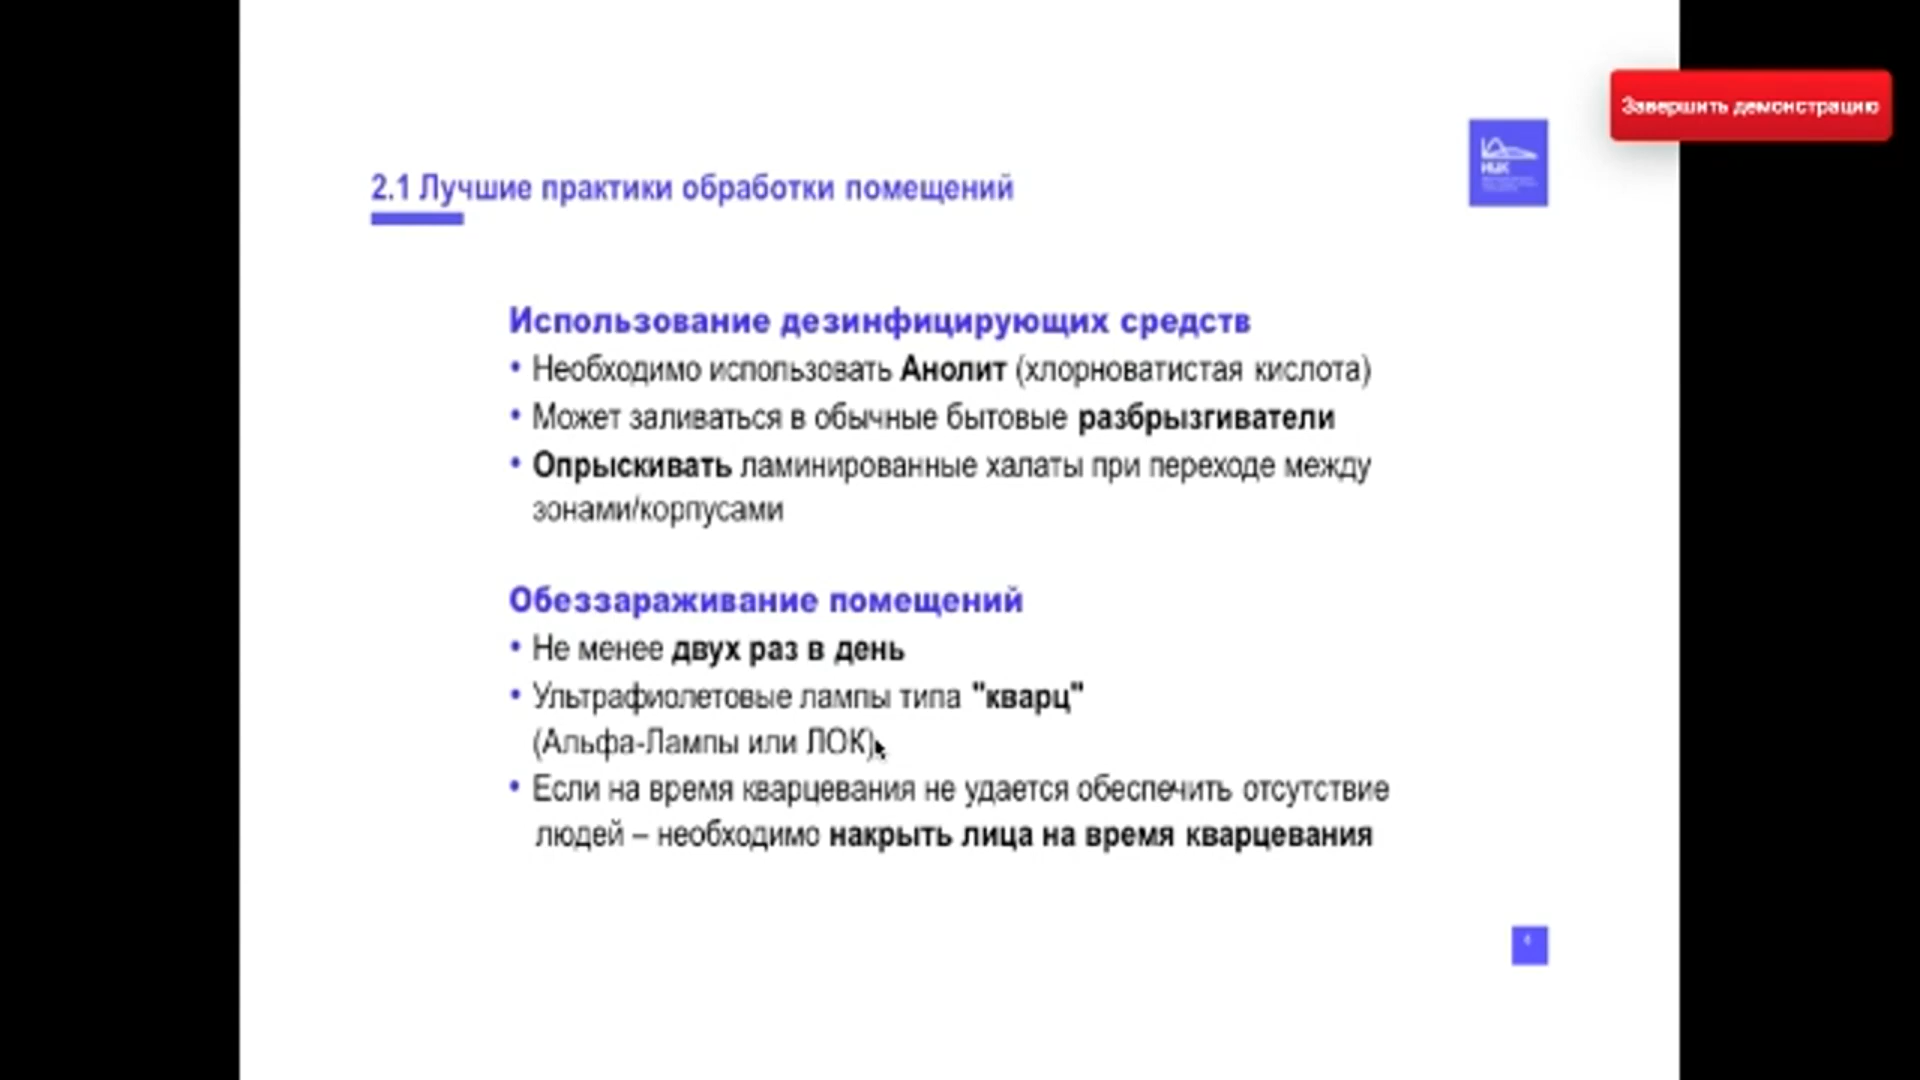 Завершить демонстрацию
2.1 Лучшие практики обработки помещений
Использование дезинфицирующих средств
• Необходимо использовать Анолит (хлорноватистая кислота)
• Может заливаться в обычные бытовые разбрызгиватели
• Опрыскивать ламинированные халаты при переходе между
зонами/корпусами
Обеззараживание помещений
• Не менее двух раз в день
• Ультрафиолетовые лампы типа "кварц"
(Альфа-Лампы или ЛОК)
• Если на время кварцевания не удается обеспечить отсутствие
людей – необходимо накрыть лица на время кварцевания